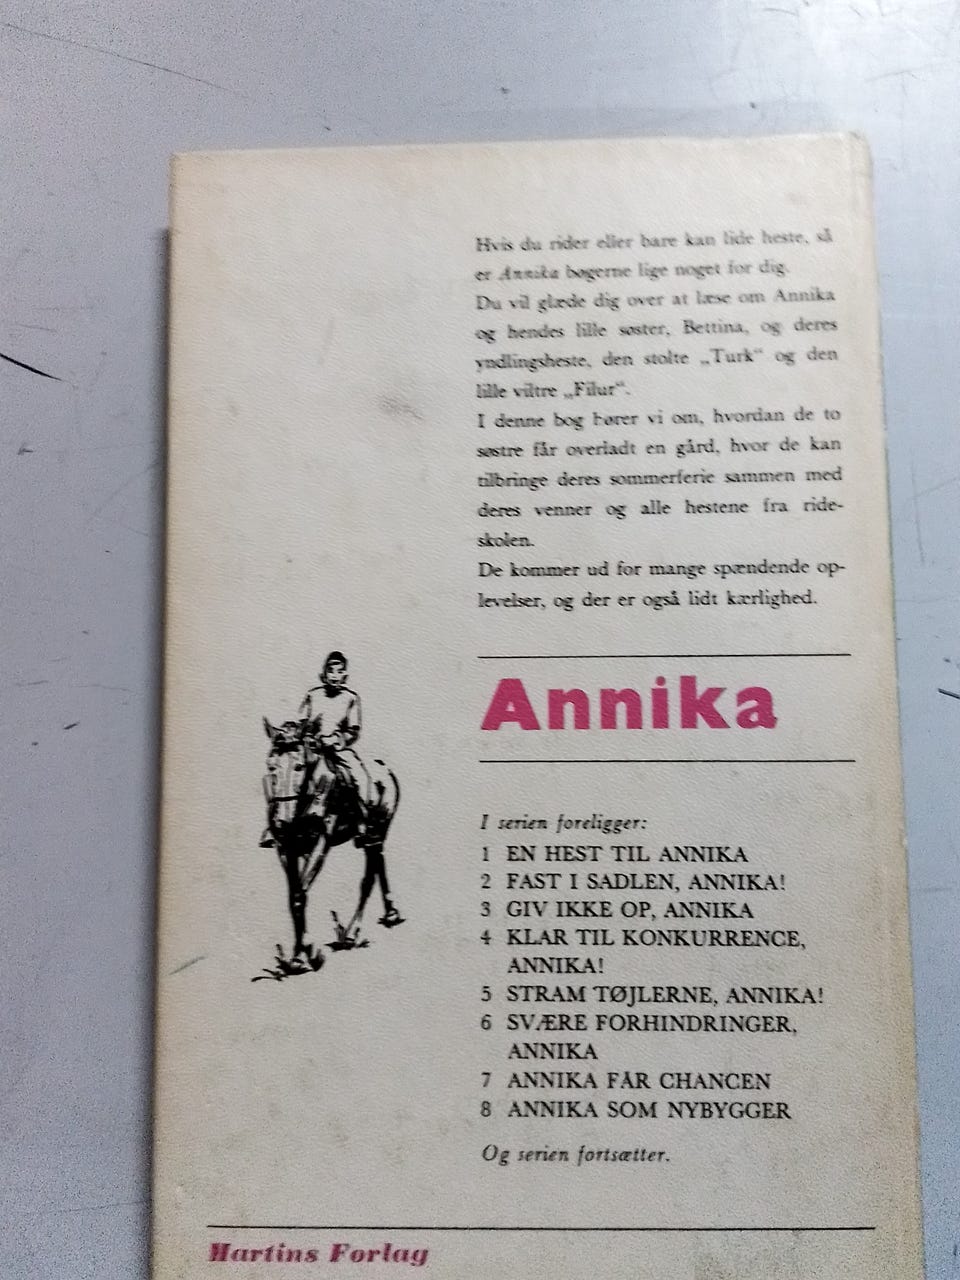 Hvis du rider eller bare kan lide heste, så
er Annika bøgerne lige noget for dig.
Du vil glæde dig over at læse om Annika
og hendes lille søster, Bettina, og deres
yndlingsheste, den stolte „Turk“ og den
lille viltre „Filur“.
I denne bog hører vi om, hvordan de to
søstre får overladt en gård, hvor de kan
tilbringe deres sommerferie sammen med
deres venner og alle hestene fra ride-
skolen.
De kommer ud for mange spændende op-
levelser, og der er også lidt kærlighed.
Annika
I serien foreligger:
1 EN HEST TIL ANNIKA
2 FAST I SADLEN, ANNIKA!
3 GIV IKKE OP, ANNIKA
4 KLAR TIL KONKURRENCE,
ANNIKA!
5 STRAM TØJLERNE, ANNIKA!
6 SVÆRE FORHINDRINGER,
ANNIKA
7 ANNIKA FÅR CHANCEN
8 ANNIKA SOM NYBYGGER
Og serien fortsætter.
Martins Forlag